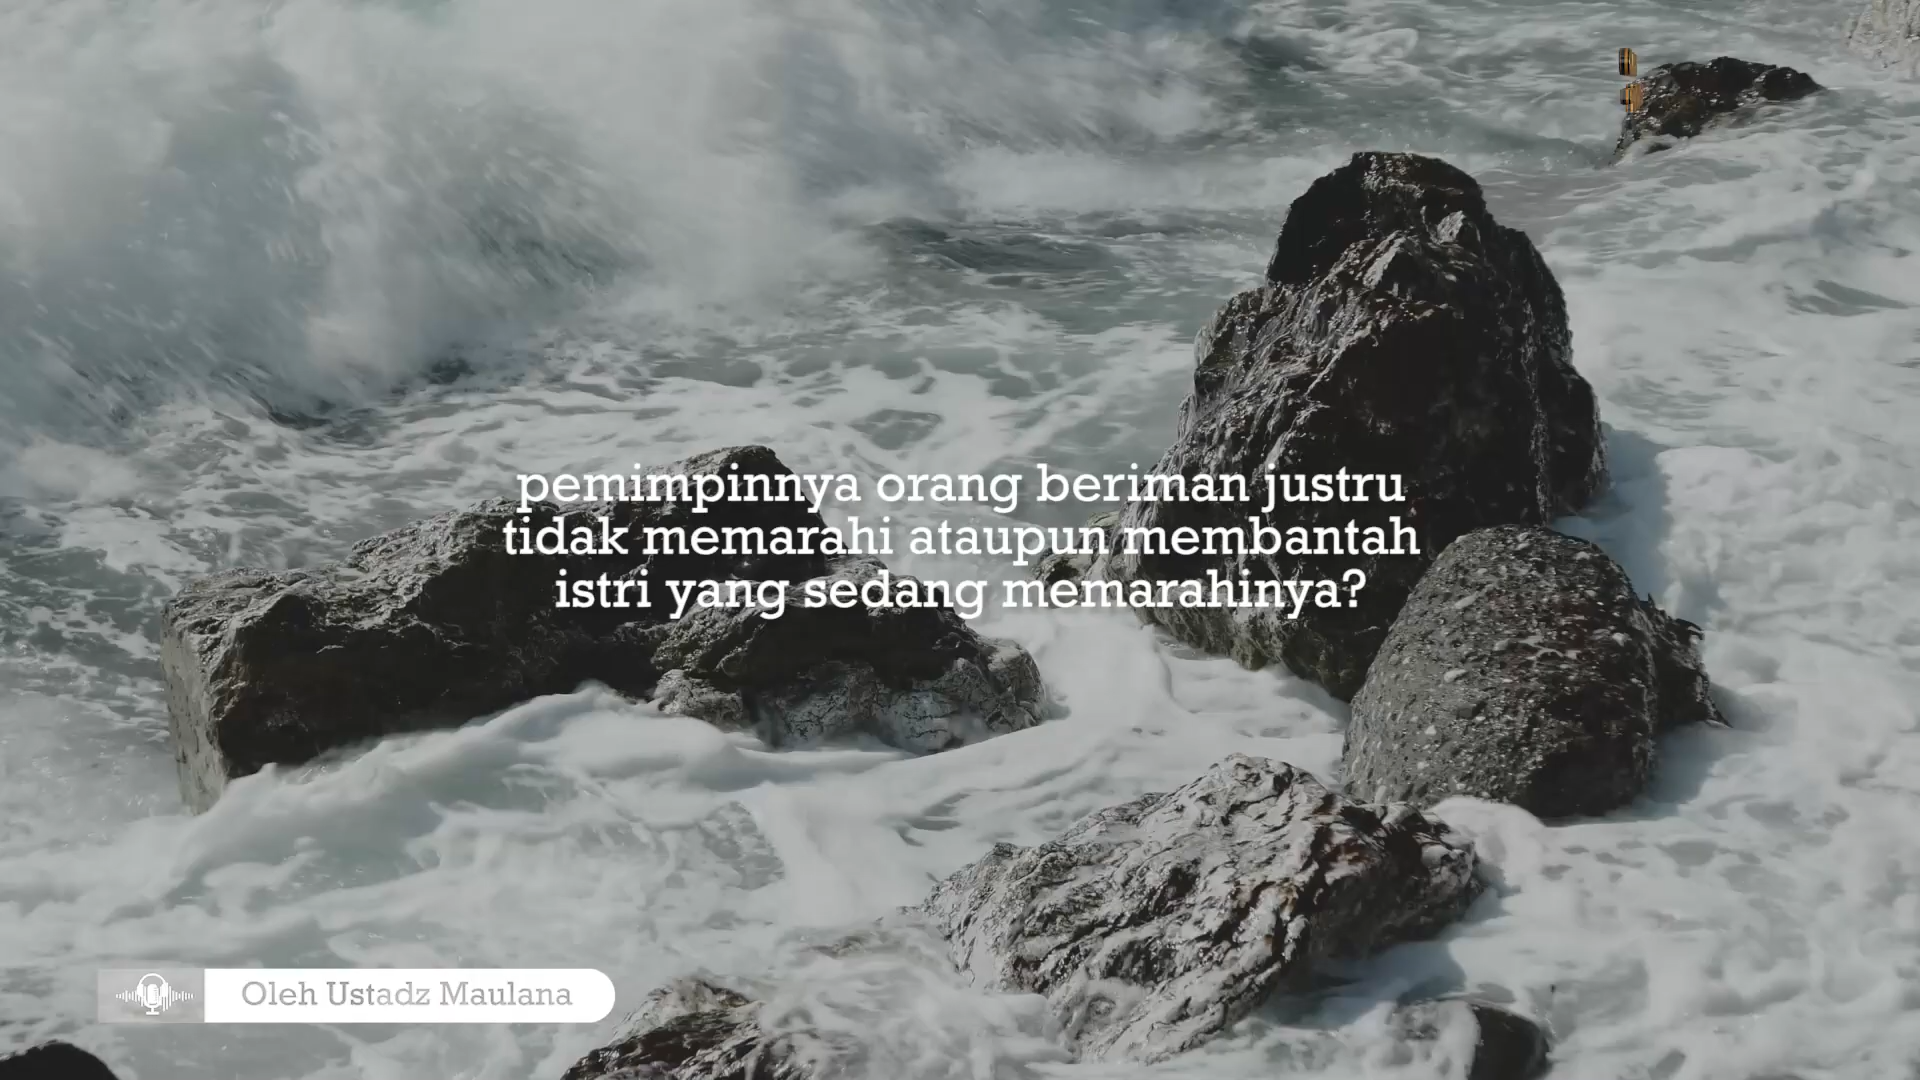 pemimpinnya orang beriman justru
tidak memarahi ataupun membantah
istri yang sedang memarahinya?
Oleh Ustadz Maulana